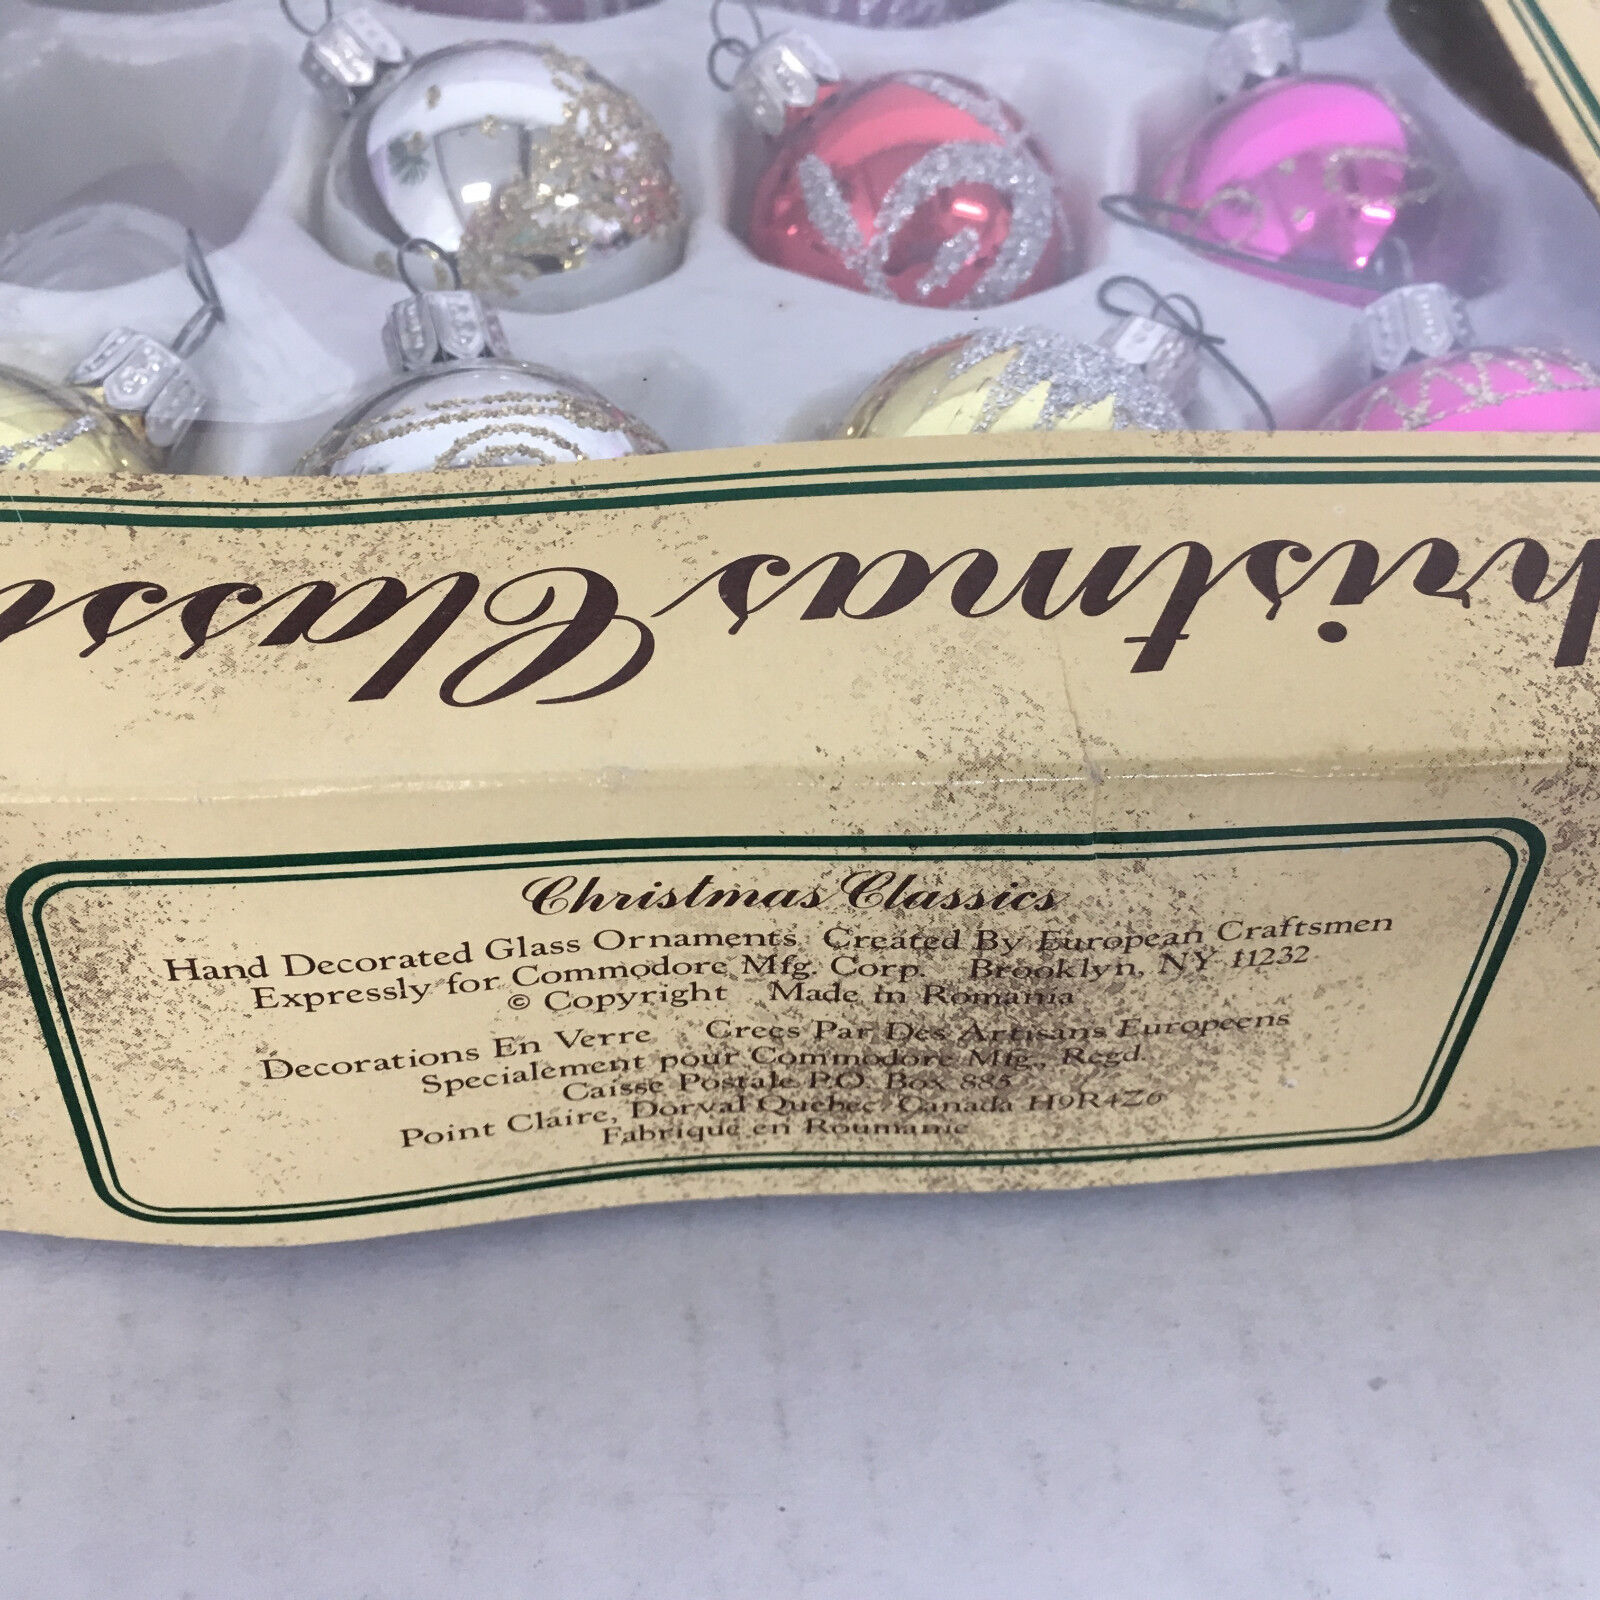 hristmas Classi
Christmas Classics
Hand Decorated Glass Ornaments Created By European Craftsmen
Expressly for Commodore Mfg. Corp. Brooklyn, NY 11232
© Copyright Made in Romania
Decorations En Verre Crees Par Des Artisans Europeens
Specialement pour Commodore Mfg., Regd.
Caisse Postale P.O. Box 885
Point Claire, Dorval Quebec, Canada H9R4Z6
Fabrique en Roumanie